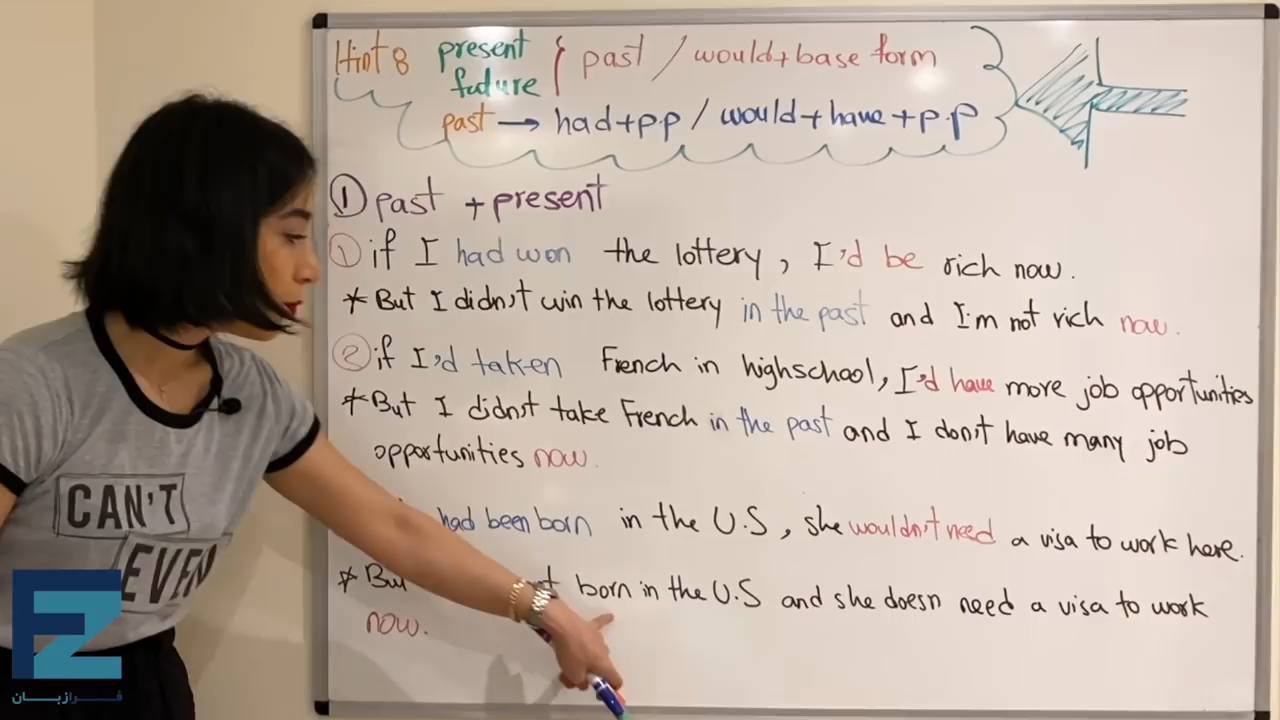 Hint 8 present { past / would+base form
future
past → had+p.p / would+have+p.p
① past + present
① if I had won the lottery, I'd be rich now.
* But I didn't win the lottery in the past and I'm not rich now.
② if I'd taken French in highschool, I'd have more job opportunities
* But I didn't take French in the past and I don't have many job
opportunities now.
had been born in the U.S, she wouldn't need a visa to work here.
* But born in the U.S and she doesn need a visa to work
now.
CAN'T
EVEN
FZ
فرازبان